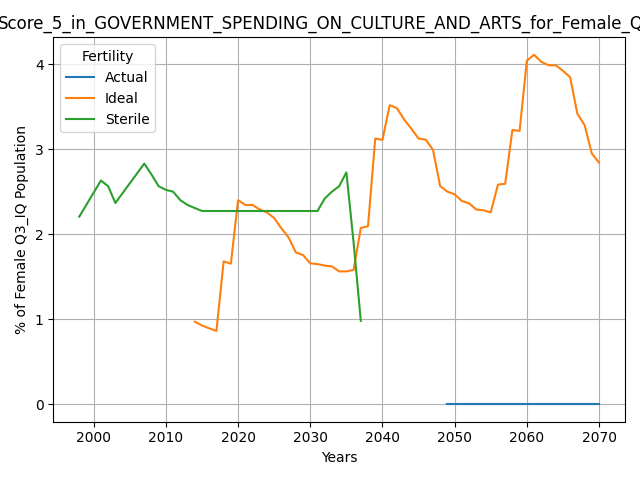 Score_5_in_GOVERNMENT_SPENDING_ON_CULTURE_AND_ARTS_for_Female_Q
Fertility
Actual
Ideal
Sterile
% of Female Q3_IQ Population
4
3
2
1
0
2000 2010 2020 2030 2040 2050 2060 2070
Years